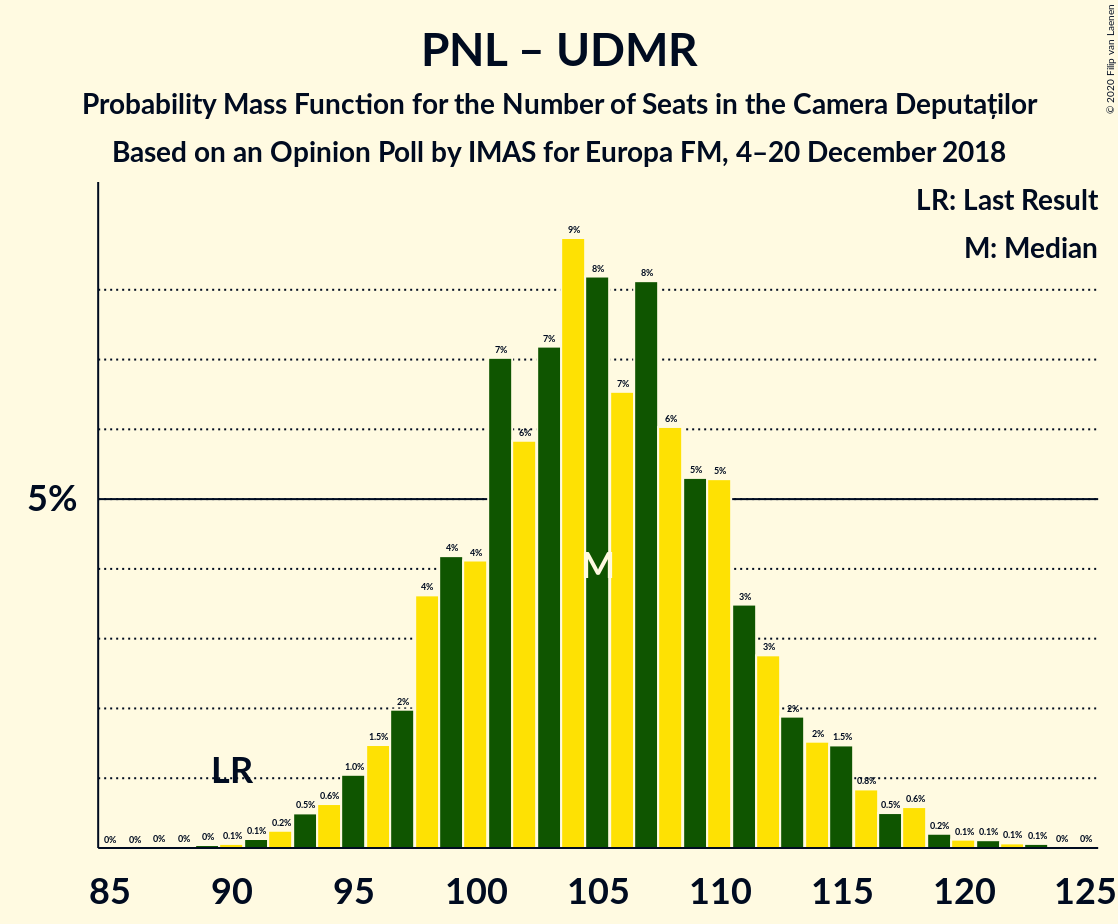 PNL – UDMR
Probability Mass Function for the Number of Seats in the Camera Deputaților
Based on an Opinion Poll by IMAS for Europa FM, 4–20 December 2018
© 2020 Filip van Laenen
LR: Last Result
M: Median
5%
LR
M
0% 0% 0% 0% 0% 0.1% 0.1% 0.2% 0.5% 0.6% 1.0% 1.5% 2% 4% 4% 4% 7% 6% 7% 9% 8% 7% 8% 6% 5% 5% 3% 3% 2% 2% 1.5% 0.8% 0.5% 0.6% 0.2% 0.1% 0.1% 0.1% 0.1% 0% 0%
85 90 95 100 105 110 115 120 125